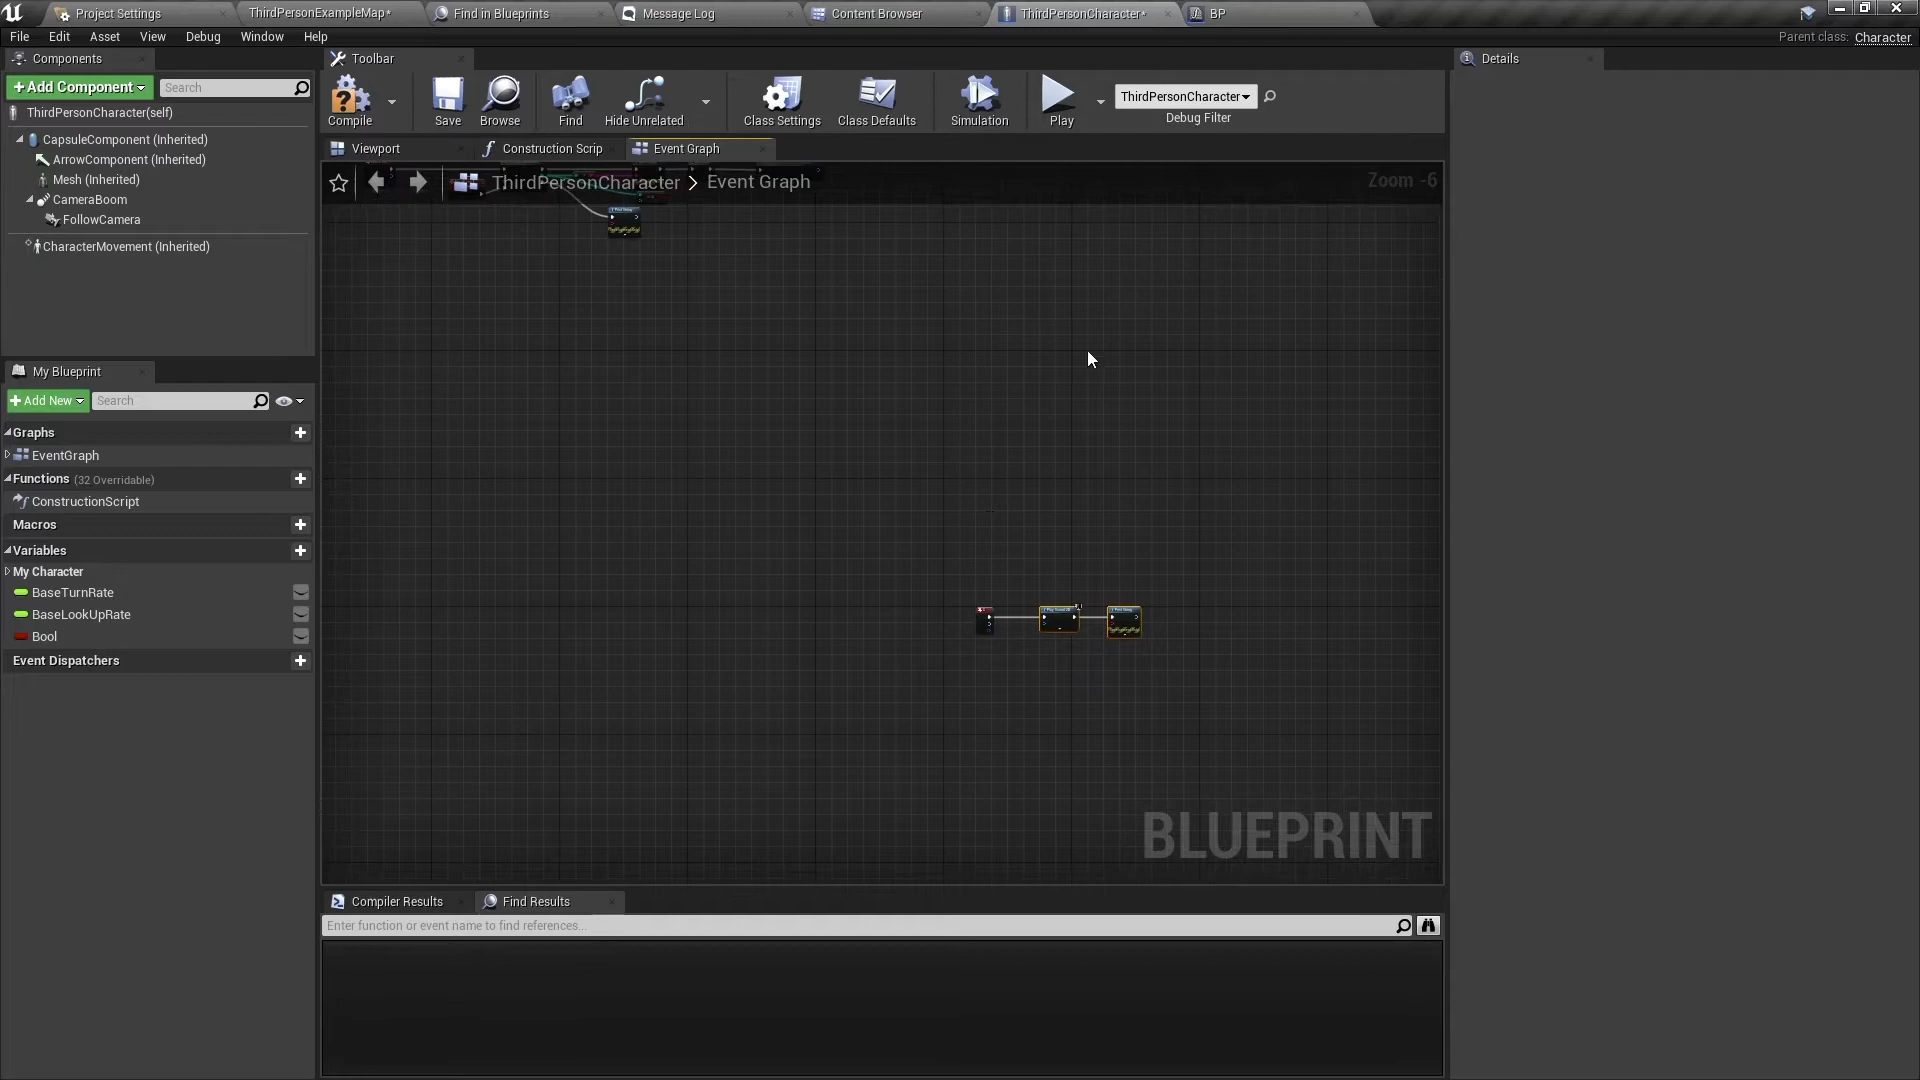 Project Settings
ThirdPersonExampleMap*
Find in Blueprints
Message Log
Content Browser
ThirdPersonCharacter*
BP
File Edit Asset View Debug Window Help
Parent class: Character
Components
Toolbar
Details
+Add Component
Search
ThirdPersonCharacter(self)
CapsuleComponent (Inherited)
ArrowComponent (Inherited)
Mesh (Inherited)
CameraBoom
FollowCamera
CharacterMovement (Inherited)
Compile
Save
Browse
Find
Hide Unrelated
Class Settings
Class Defaults
Simulation
Play
ThirdPersonCharacter
Debug Filter
Viewport
Construction Scrip
Event Graph
ThirdPersonCharacter > Event Graph
Zoom -6
My Blueprint
+Add New
Search
Graphs
EventGraph
Functions (32 Overridable)
ConstructionScript
Macros
Variables
My Character
BaseTurnRate
BaseLookUpRate
Bool
Event Dispatchers
BLUEPRINT
Compiler Results
Find Results
Enter function or event name to find references...